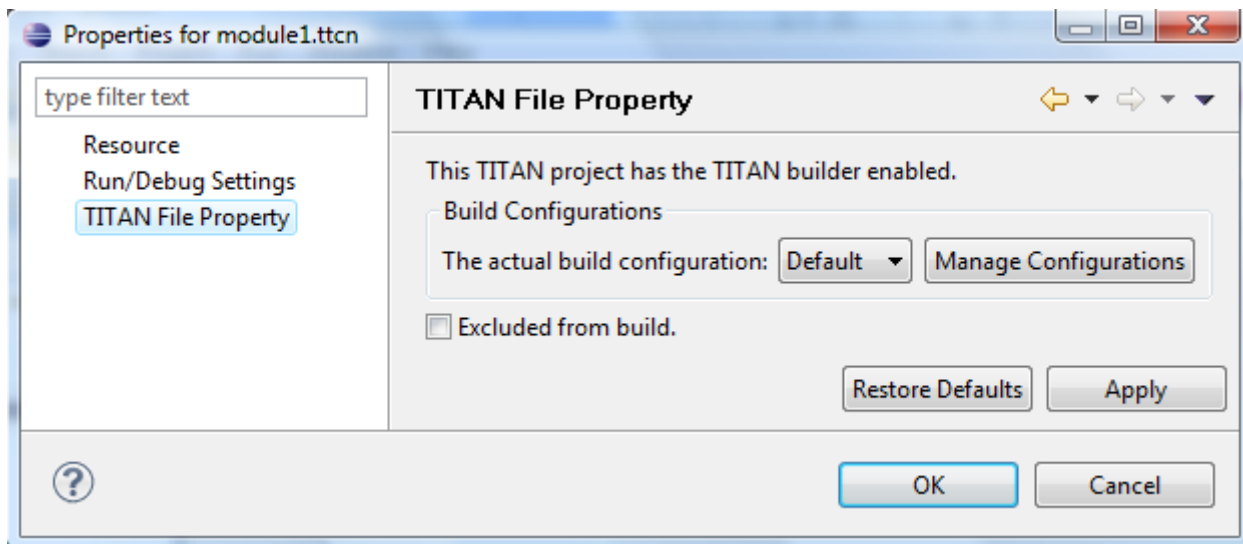 Properties for module1.ttcn
type filter text
Resource
Run/Debug Settings
TITAN File Property
TITAN File Property
This TITAN project has the TITAN builder enabled.
Build Configurations
The actual build configuration: Default Manage Configurations
Excluded from build.
Restore Defaults Apply
? OK Cancel